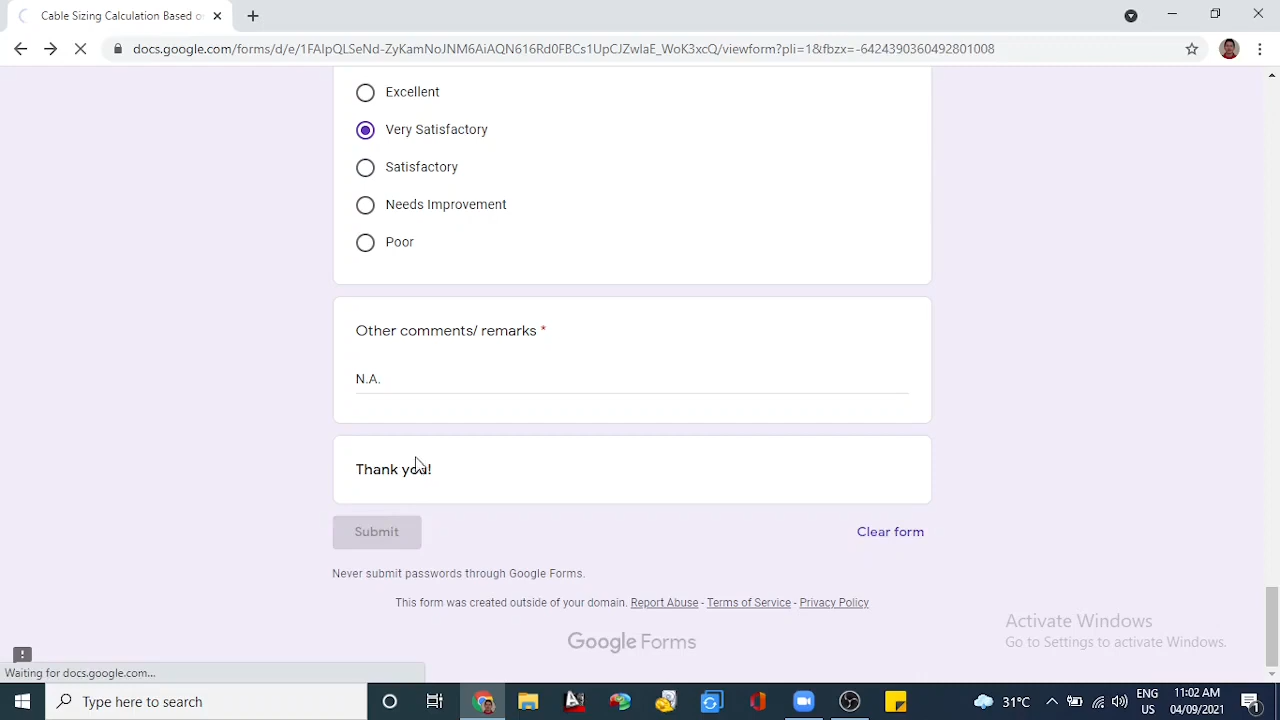 Cable Sizing Calculation Based o
docs.google.com/forms/d/e/1FAIpQLSeNd-ZyKamNoJNM6AiAQN616Rd0FBCs1UpCJZwlaE_WoK3xcQ/viewform?pli=1&fbzx=-6424390360492001008
Excellent
Very Satisfactory
Satisfactory
Needs Improvement
Poor
Other comments/ remarks *
N.A.
Thank you!
Submit
Clear form
Never submit passwords through Google Forms.
This form was created outside of your domain. Report Abuse - Terms of Service - Privacy Policy
Google Forms
Activate Windows
Go to Settings to activate Windows.
Waiting for docs.google.com...
Type here to search
31°C
ENG
US
11:02 AM
04/09/2021
1